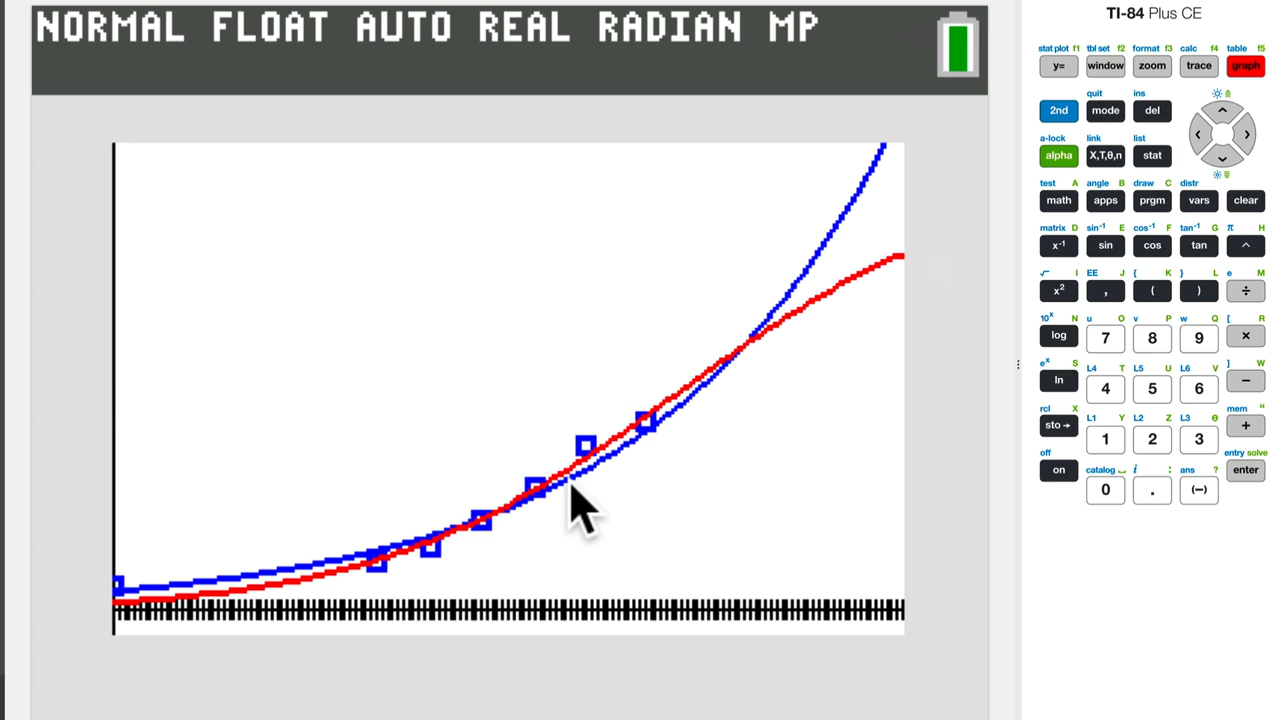 NORMAL FLOAT AUTO REAL RADIAN MP
TI-84 Plus CE
stat plot f1 tbl set f2 format f3 calc f4 table f5
y= window zoom trace graph
quit ins
2nd mode del
a-lock link list
alpha X,T,θ,n stat
test A angle B draw C distr
math apps prgm vars clear
matrix D sin⁻¹ E cos⁻¹ F tan⁻¹ G π H
x⁻¹ sin cos tan ^
√ I EE J { K } L e M
x² , ( ) ÷
10ˣ N u O v P w Q [ R
log 7 8 9 ×
eˣ S L4 T L5 U L6 V ] W
ln 4 5 6 −
rcl X L1 Y L2 Z L3 θ mem "
sto→ 1 2 3 +
off catalog ␣ i : ans ? entry solve
on 0 . (−) enter